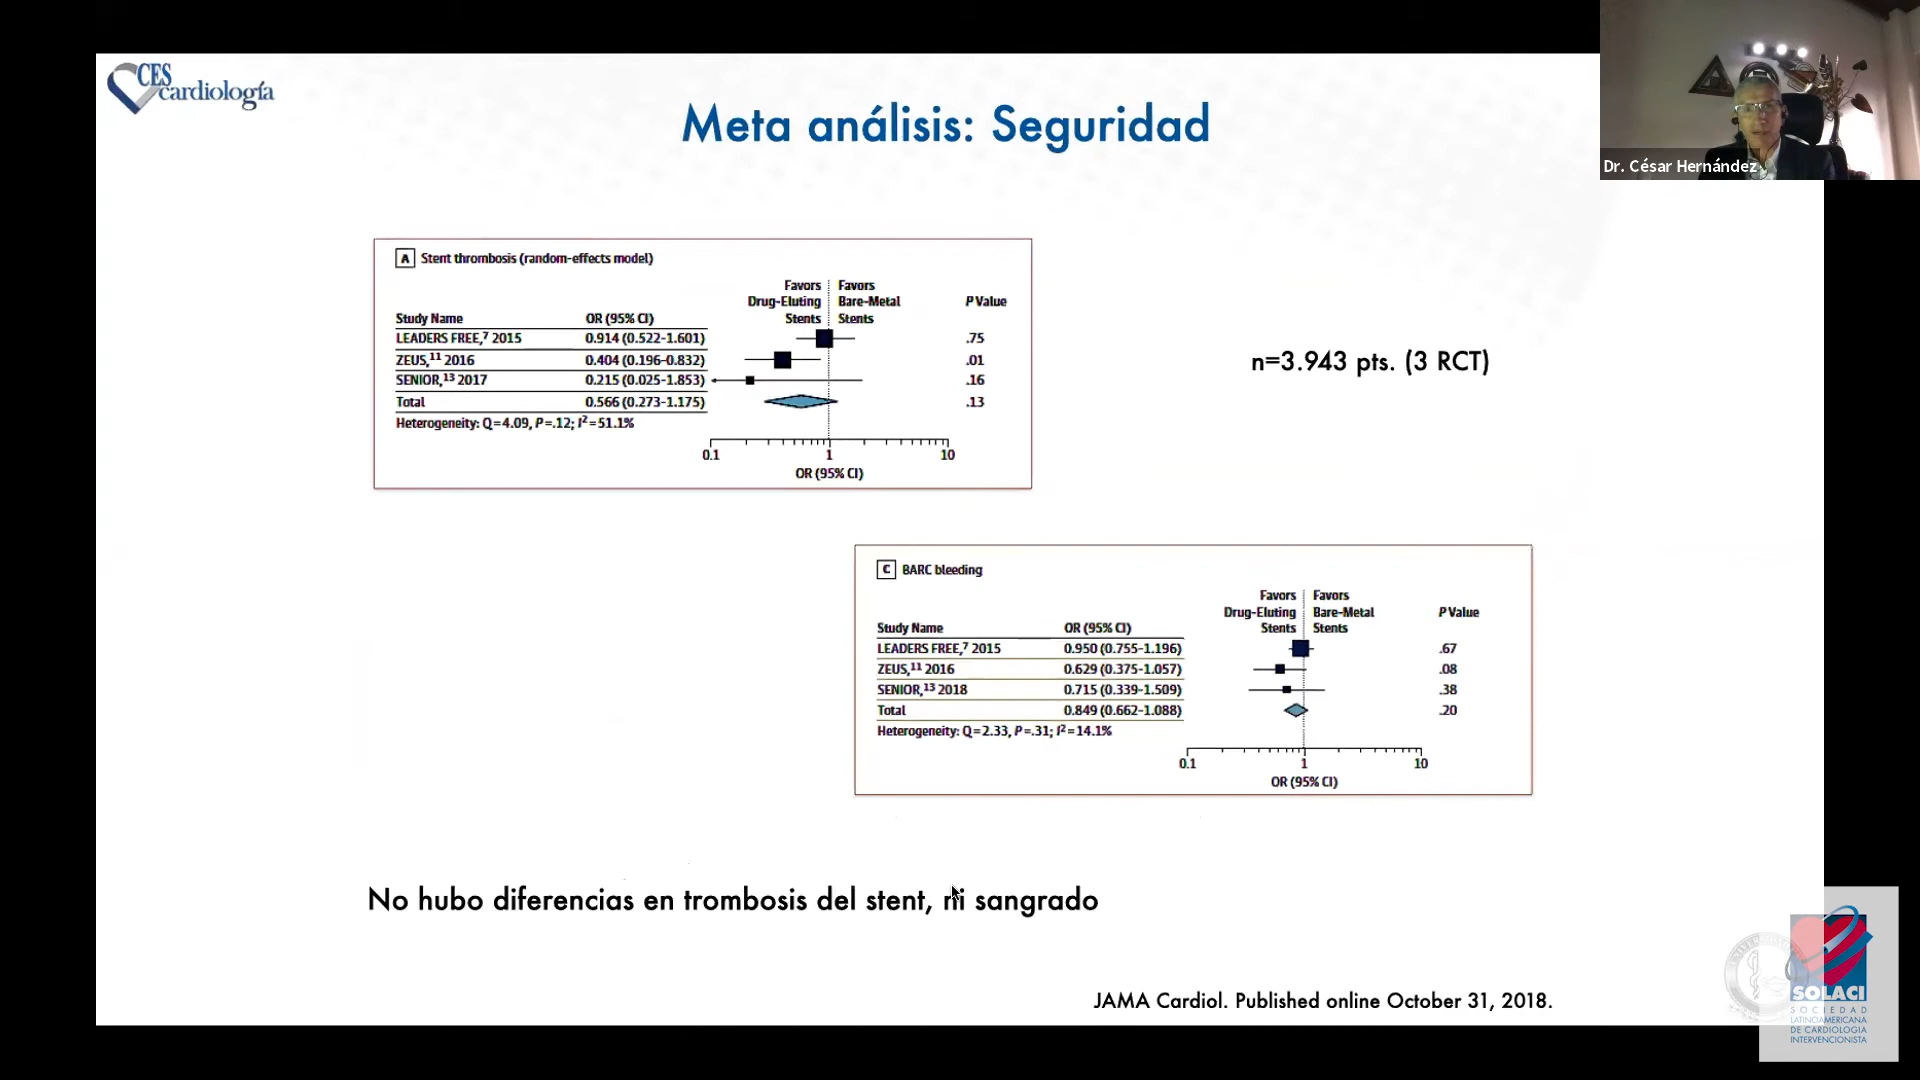 CES
cardiología
Meta análisis: Seguridad
Dr. César Hernández
A Stent thrombosis (random-effects model)
Favors Favors
Drug-Eluting Bare-Metal P Value
Study Name OR (95% CI) Stents Stents
LEADERS FREE,7 2015 0.914 (0.522-1.601) .75
ZEUS,11 2016 0.404 (0.196-0.832) .01
SENIOR,13 2017 0.215 (0.025-1.853) .16
Total 0.566 (0.273-1.175) .13
Heterogeneity: Q=4.09, P=.12; I2=51.1%
0.1 1 10
OR (95% CI)
n=3.943 pts. (3 RCT)
C BARC bleeding
Favors Favors
Drug-Eluting Bare-Metal P Value
Study Name OR (95% CI) Stents Stents
LEADERS FREE,7 2015 0.950 (0.755-1.196) .67
ZEUS,11 2016 0.629 (0.375-1.057) .08
SENIOR,13 2018 0.715 (0.339-1.509) .38
Total 0.849 (0.662-1.088) .20
Heterogeneity: Q=2.33, P=.31; I2=14.1%
0.1 1 10
OR (95% CI)
No hubo diferencias en trombosis del stent, ni sangrado
JAMA Cardiol. Published online October 31, 2018.
SOLACI
SOCIEDAD
LATINOAMERICANA
DE CARDIOLOGIA
INTERVENCIONISTA